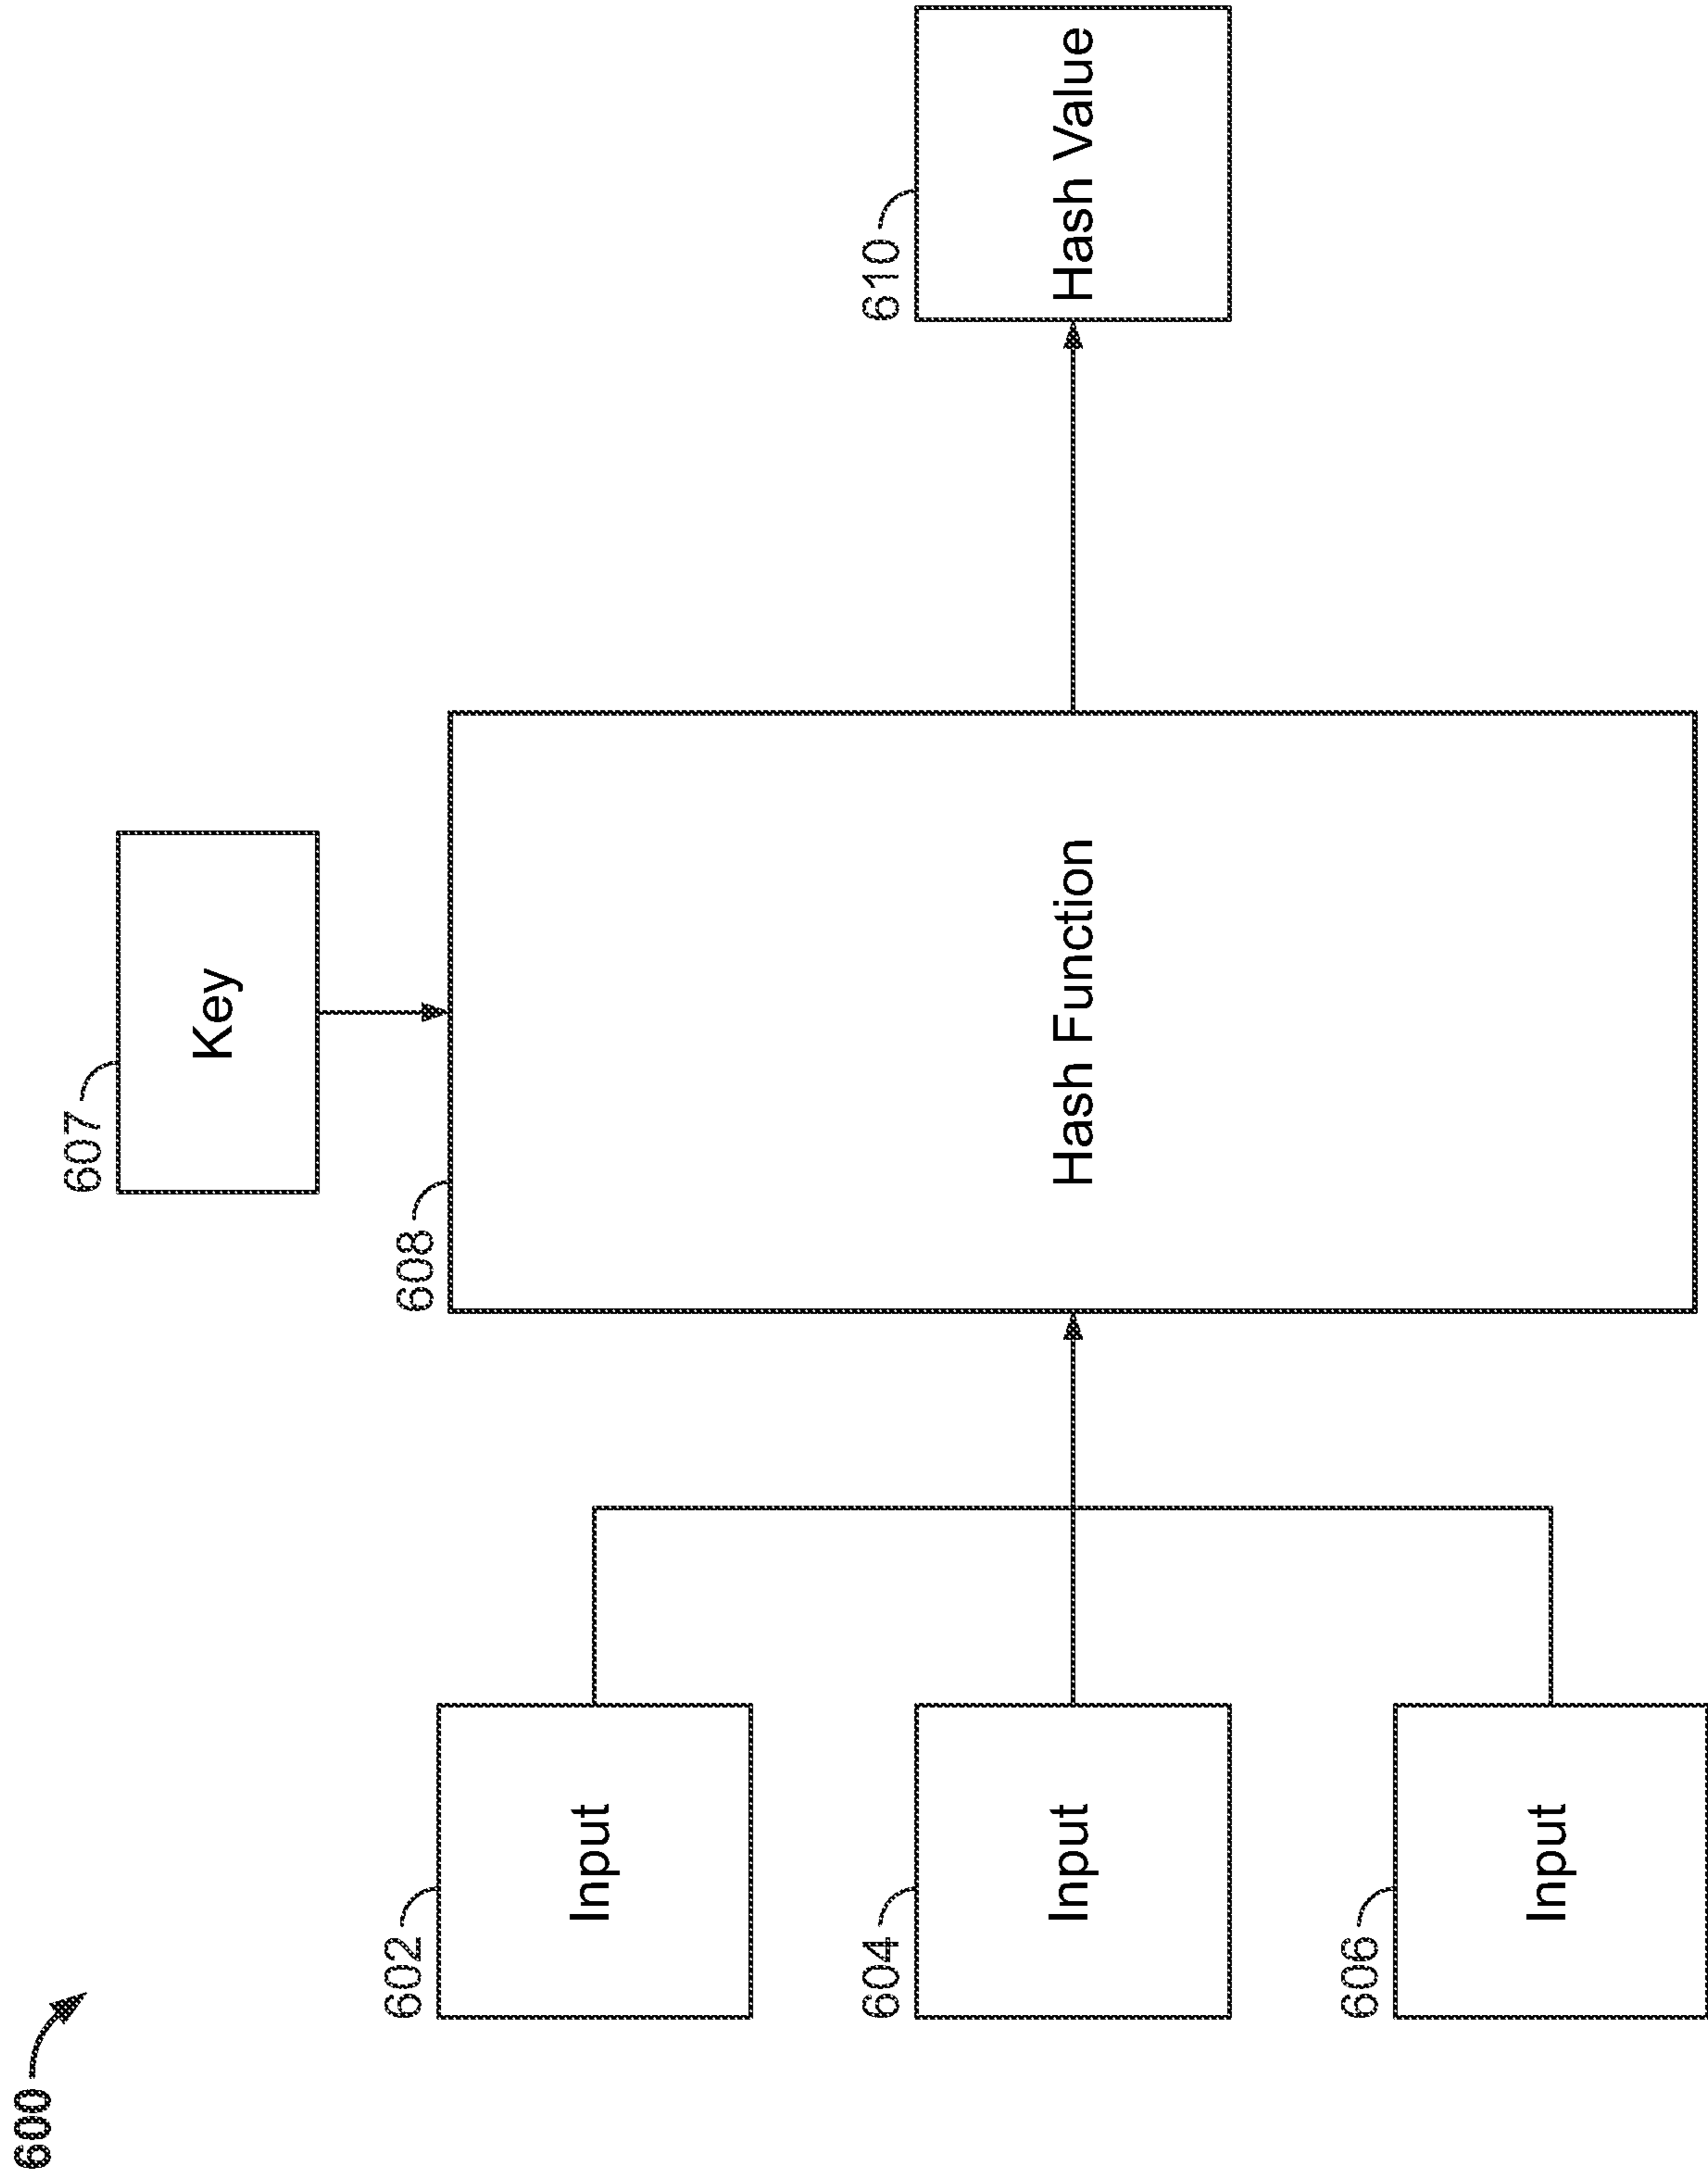 600
602
Input
604
Input
606
Input
607
Key
608
Hash Function
610
Hash Value